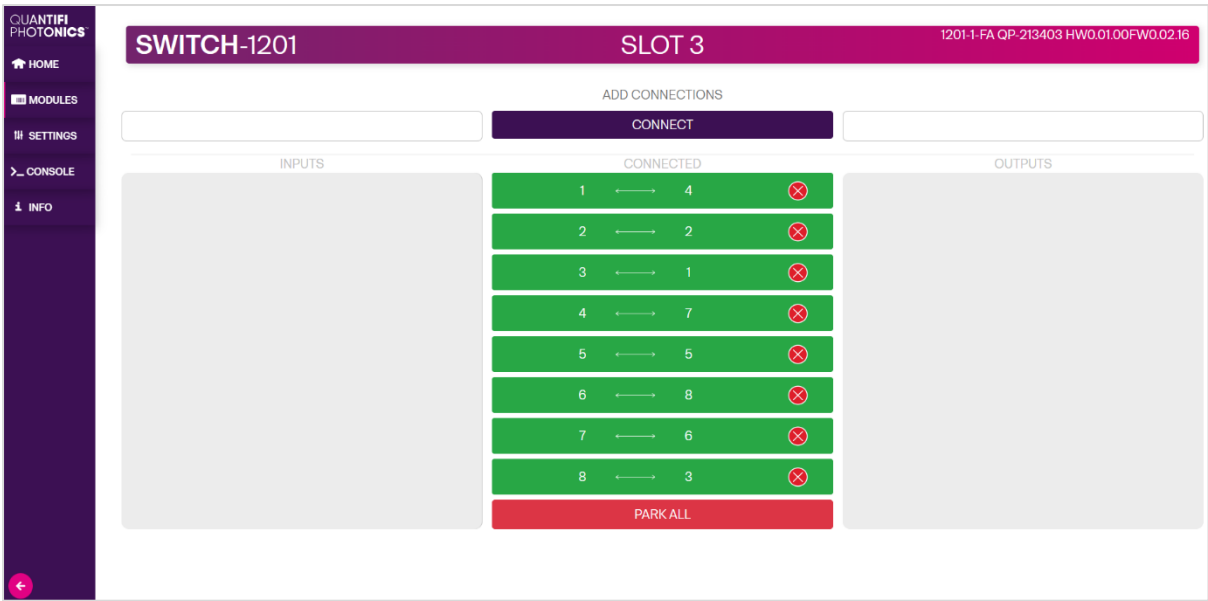 QUANTIFI
PHOTONICS™
HOME
MODULES
SETTINGS
CONSOLE
INFO
SWITCH-1201
SLOT 3
1201-1-FA QP-213403 HW0.01.00FW0.02.16
ADD CONNECTIONS
CONNECT
INPUTS
CONNECTED
OUTPUTS
1 ⟷ 4
2 ⟷ 2
3 ⟷ 1
4 ⟷ 7
5 ⟷ 5
6 ⟷ 8
7 ⟷ 6
8 ⟷ 3
PARK ALL